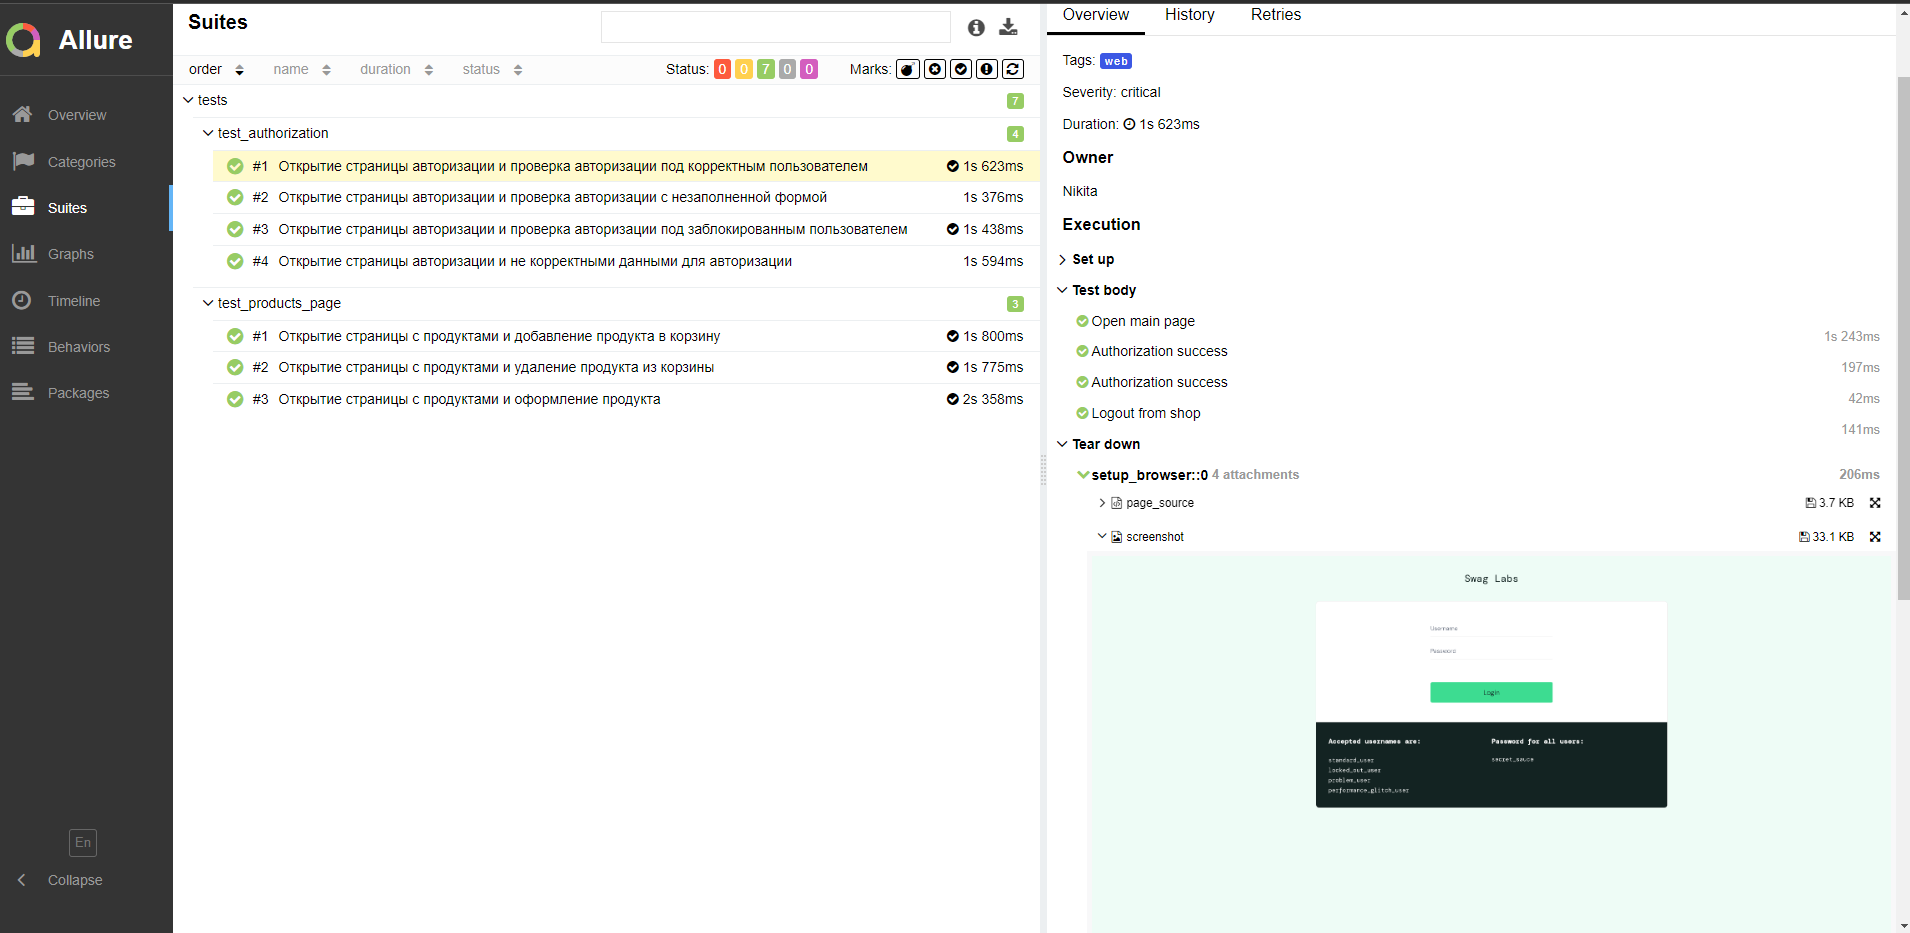 Allure
Overview
Categories
Suites
Graphs
Timeline
Behaviors
Packages
En
Collapse
Suites
order name duration status Status: 0 0 7 0 0 Marks:
tests 7
test_authorization 4
#1 Открытие страницы авторизации и проверка авторизации под корректным пользователем 1s 623ms
#2 Открытие страницы авторизации и проверка авторизации с незаполненной формой 1s 376ms
#3 Открытие страницы авторизации и проверка авторизации под заблокированным пользователем 1s 438ms
#4 Открытие страницы авторизации и не корректными данными для авторизации 1s 594ms
test_products_page 3
#1 Открытие страницы с продуктами и добавление продукта в корзину 1s 800ms
#2 Открытие страницы с продуктами и удаление продукта из корзины 1s 775ms
#3 Открытие страницы с продуктами и оформление продукта 2s 358ms
Overview History Retries
Tags: web
Severity: critical
Duration: 1s 623ms
Owner
Nikita
Execution
Set up
Test body
Open main page 1s 243ms
Authorization success 197ms
Authorization success 42ms
Logout from shop 141ms
Tear down
setup_browser::0 4 attachments 206ms
page_source 3.7 KB
screenshot 33.1 KB
Swag Labs
Username
Password
Login
Accepted usernames are: Password for all users:
standard_user secret_sauce
locked_out_user
problem_user
performance_glitch_user